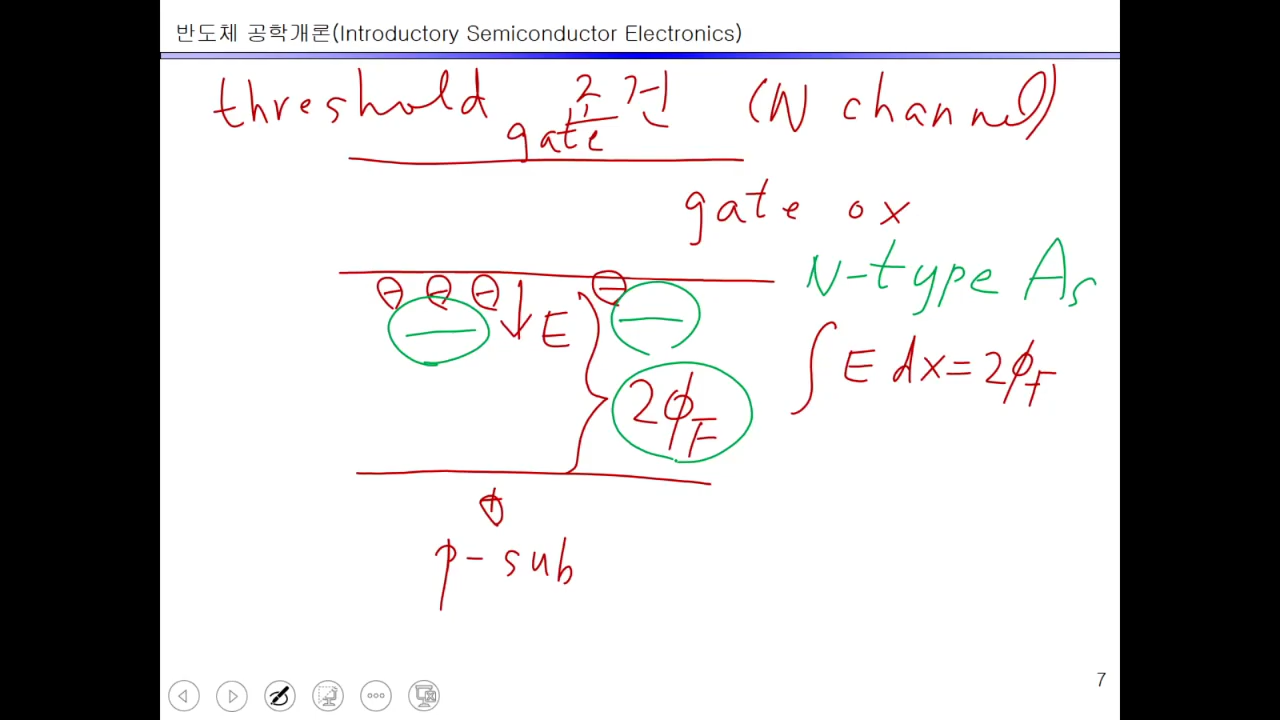 반도체 공학개론(Introductory Semiconductor Electronics)
threshold 조건 (N channel)
gate
gate ox
N-type As
⊖ ⊖ ⊖ ⊖
E
∫ E dx = 2ϕF
2ϕF
⊕
p-sub
7